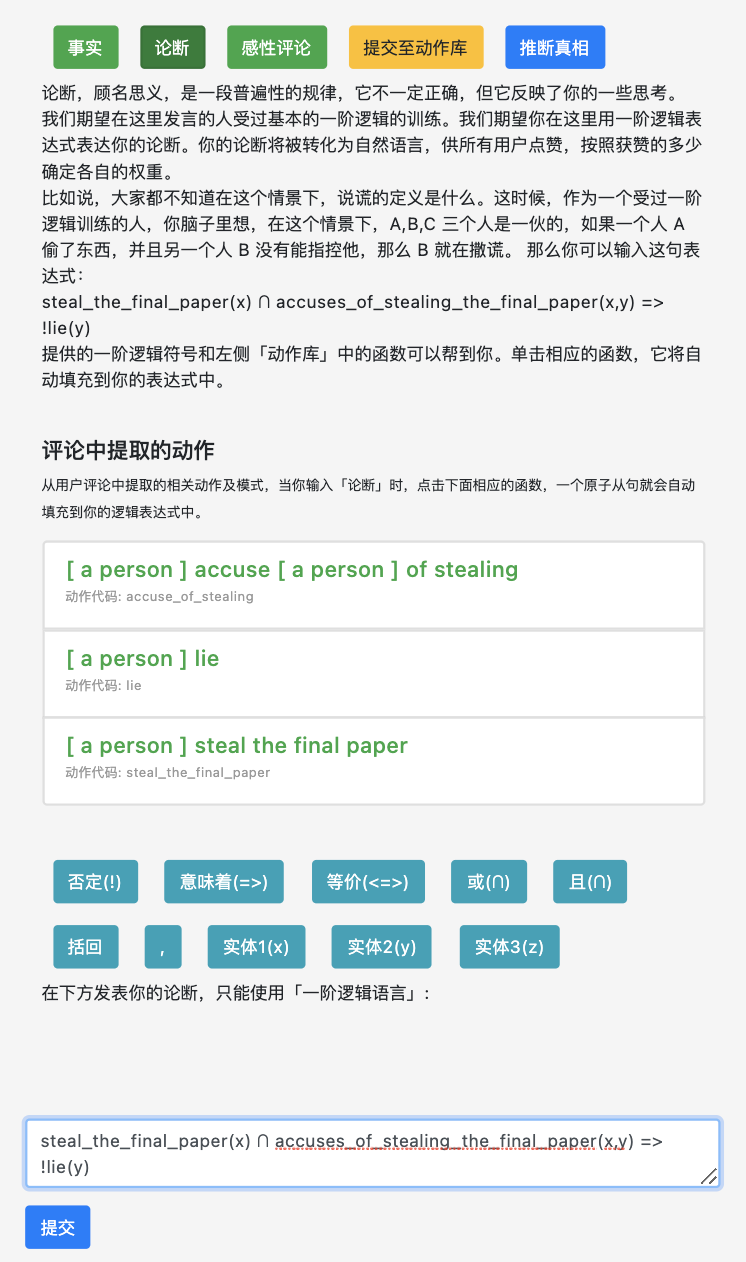 事实 论断 感性评论 提交至动作库 推断真相
论断，顾名思义，是一段普遍性的规律，它不一定正确，但它反映了你的一些思考。
我们期望在这里发言的人受过基本的一阶逻辑的训练。我们期望你在这里用一阶逻辑表
达式表达你的论断。你的论断将被转化为自然语言，供所有用户点赞，按照获赞的多少
确定各自的权重。
比如说，大家都不知道在这个情景下，说谎的定义是什么。这时候，作为一个受过一阶
逻辑训练的人，你脑子里想，在这个情景下，A,B,C 三个人是一伙的，如果一个人 A
偷了东西，并且另一个人 B 没有能指控他，那么 B 就在撒谎。 那么你可以输入这句表
达式：
steal_the_final_paper(x) ∩ accuses_of_stealing_the_final_paper(x,y) =>
!lie(y)
提供的一阶逻辑符号和左侧「动作库」中的函数可以帮到你。单击相应的函数，它将自
动填充到你的表达式中。
评论中提取的动作
从用户评论中提取的相关动作及模式，当你输入「论断」时，点击下面相应的函数，一个原子从句就会自动
填充到你的逻辑表达式中。
[ a person ] accuse [ a person ] of stealing
动作代码: accuse_of_stealing
[ a person ] lie
动作代码: lie
[ a person ] steal the final paper
动作代码: steal_the_final_paper
否定(!) 意味着(=>) 等价(<=>) 或(∩) 且(∩)
括回 , 实体1(x) 实体2(y) 实体3(z)
在下方发表你的论断，只能使用「一阶逻辑语言」:
steal_the_final_paper(x) ∩ accuses_of_stealing_the_final_paper(x,y) =>
!lie(y)
提交